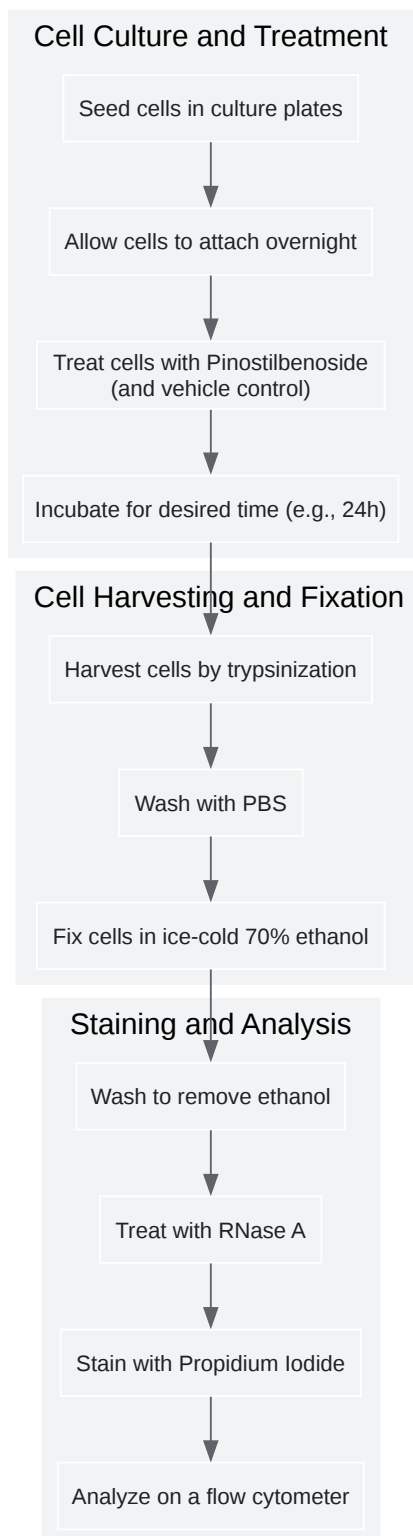 Cell Culture and Treatment
Seed cells in culture plates
Allow cells to attach overnight
Treat cells with Pinostilbenoside
(and vehicle control)
Incubate for desired time (e.g., 24h)
Cell Harvesting and Fixation
Harvest cells by trypsinization
Wash with PBS
Fix cells in ice-cold 70% ethanol
Staining and Analysis
Wash to remove ethanol
Treat with RNase A
Stain with Propidium Iodide
Analyze on a flow cytometer